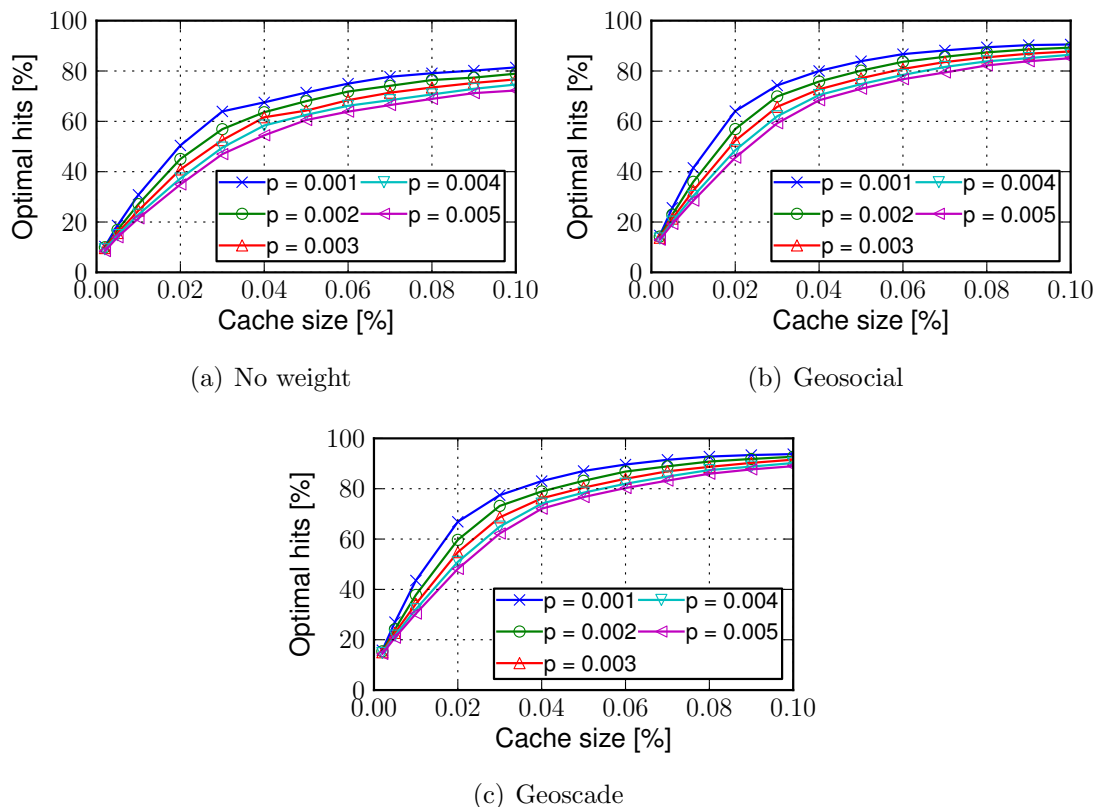 100
80
60
40
20
0
Optimal hits [%]
p = 0.001 p = 0.004
p = 0.002 p = 0.005
p = 0.003
0.00 0.02 0.04 0.06 0.08 0.10
Cache size [%]
(a) No weight
100
80
60
40
20
0
Optimal hits [%]
p = 0.001 p = 0.004
p = 0.002 p = 0.005
p = 0.003
0.00 0.02 0.04 0.06 0.08 0.10
Cache size [%]
(b) Geosocial
100
80
60
40
20
0
Optimal hits [%]
p = 0.001 p = 0.004
p = 0.002 p = 0.005
p = 0.003
0.00 0.02 0.04 0.06 0.08 0.10
Cache size [%]
(c) Geoscade